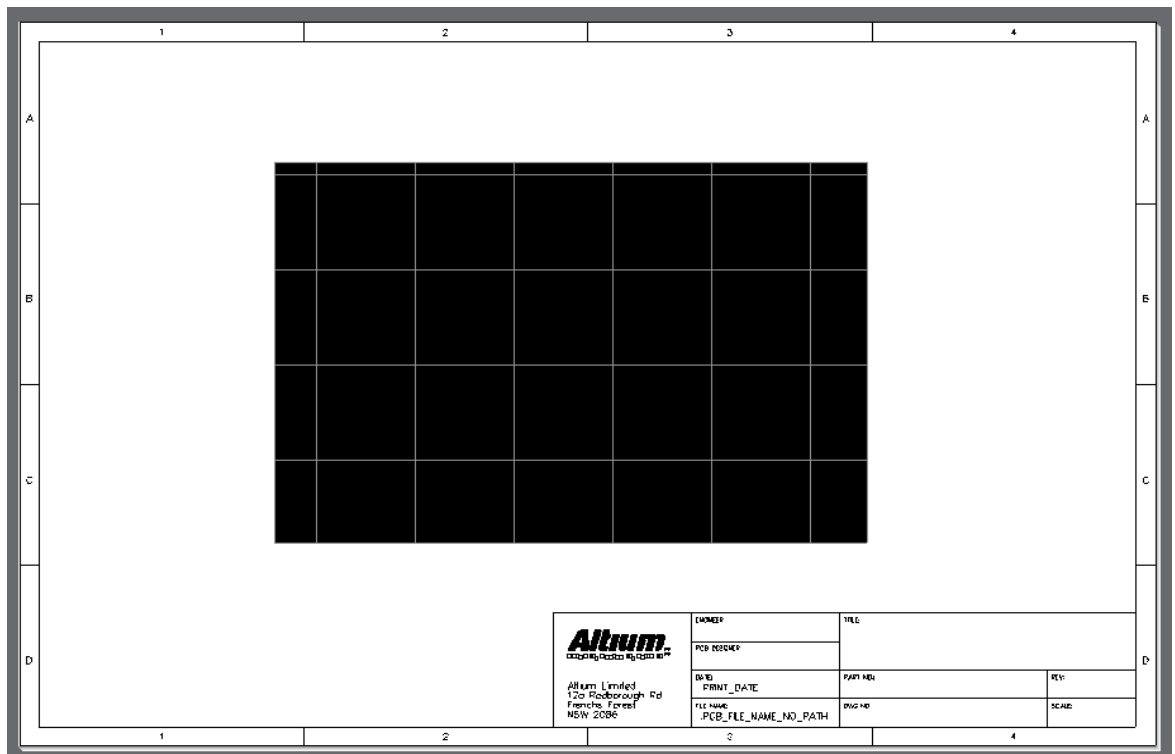 1 2 3 4
A A
B B
C C
D D
Altium
TM
Altium Limited
12a Rodborough Rd
Frenchs Forest
NSW 2086
ENGINEER:
PCB DESIGNER:
DATE:
.PRINT_DATE
FILE NAME:
.PCB_FILE_NAME_NO_PATH
TITLE:
PART NO:
REV:
DWG NO:
SCALE:
1 2 3 4